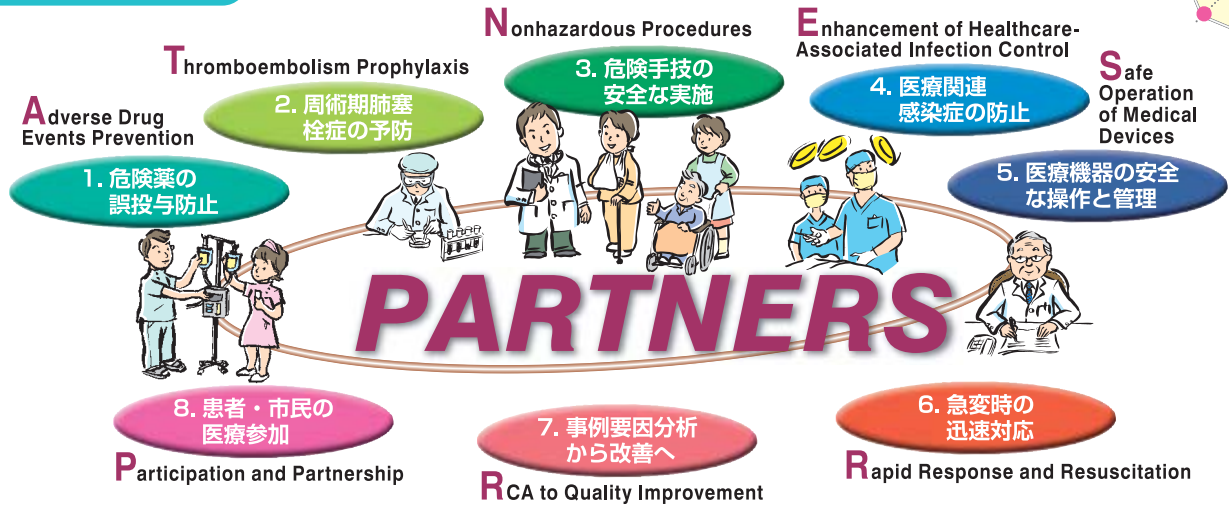 Adverse Drug
Events Prevention
1. 危険薬の
誤投与防止
Thromboembolism Prophylaxis
2. 周術期肺塞
栓症の予防
Nonhazardous Procedures
3. 危険手技の
安全な実施
Enhancement of Healthcare-
Associated Infection Control
4. 医療関連
感染症の防止
Safe
Operation
of Medical
Devices
5. 医療機器の安全
な操作と管理
PARTNERS
6. 急変時の
迅速対応
Rapid Response and Resuscitation
7. 事例要因分析
から改善へ
RCA to Quality Improvement
8. 患者・市民の
医療参加
Participation and Partnership